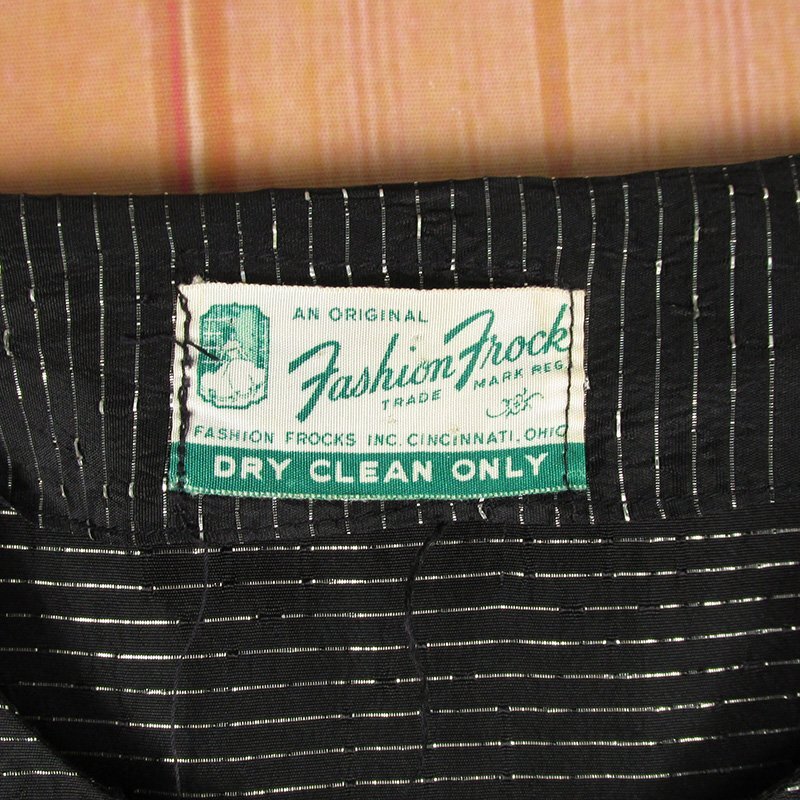 AN ORIGINAL
Fashion Frock
TRADE MARK REG
FASHION FROCKS INC. CINCINNATI, OHIO
DRY CLEAN ONLY